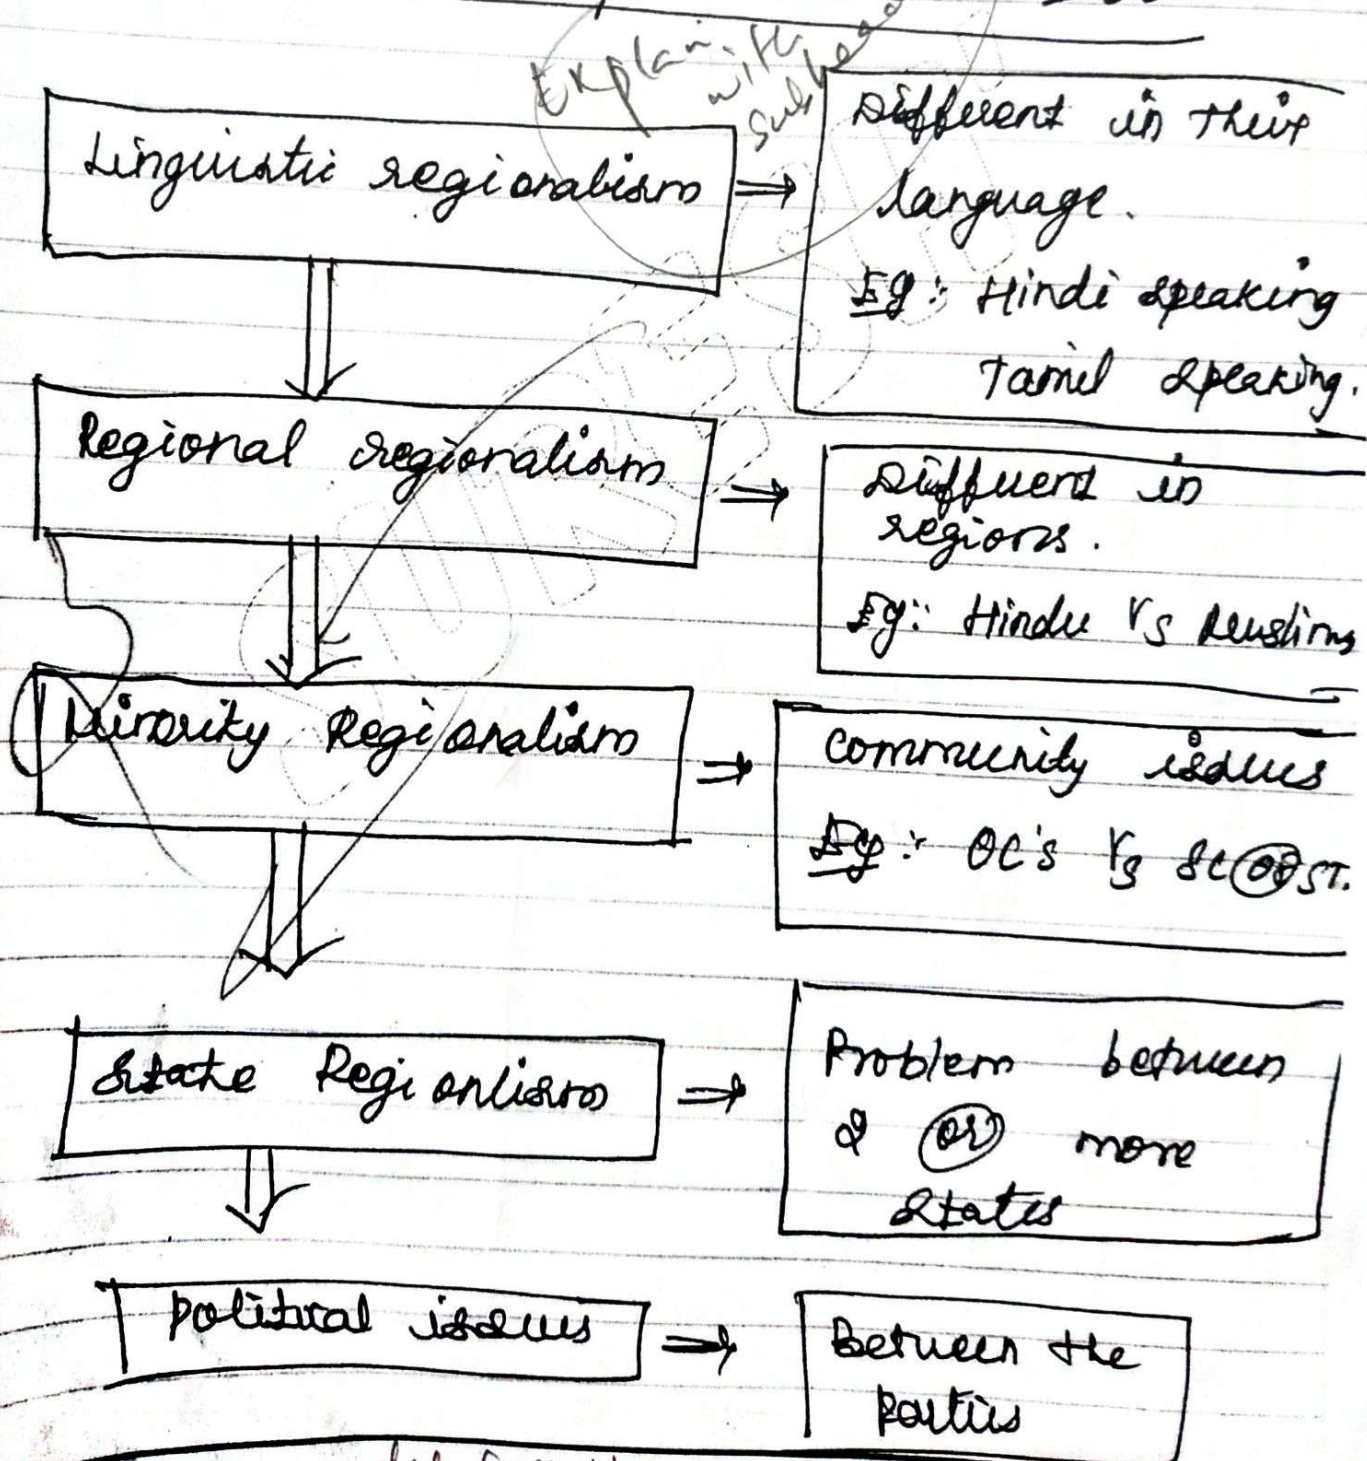 Explain
with
Linguistic regionalism ⇒
Different in their
language.
Eg: Hindi speaking
Tamil speaking.
Regional regionalism ⇒
Different in
regions.
Eg: Hindu Vs Muslims
Minority Regionalism ⇒
community issues
Eg: OC's Vs SC or ST.
State Regionlism ⇒
Problem between
2 or more
States
Political issues ⇒
Between the
Parties